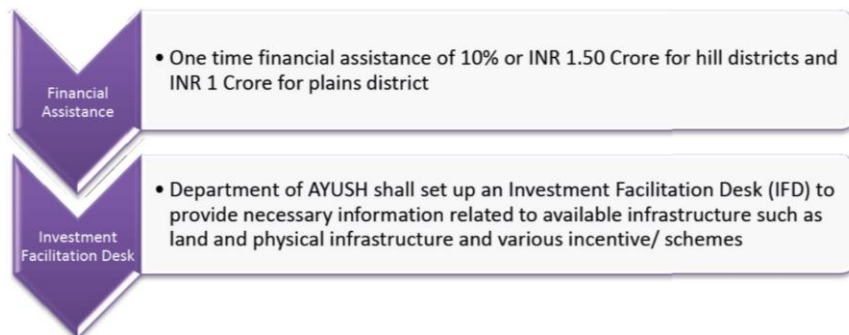 Financial
Assistance
• One time financial assistance of 10% or INR 1.50 Crore for hill districts and
INR 1 Crore for plains district
Investment
Facilitation Desk
• Department of AYUSH shall set up an Investment Facilitation Desk (IFD) to
provide necessary information related to available infrastructure such as
land and physical infrastructure and various incentive/ schemes